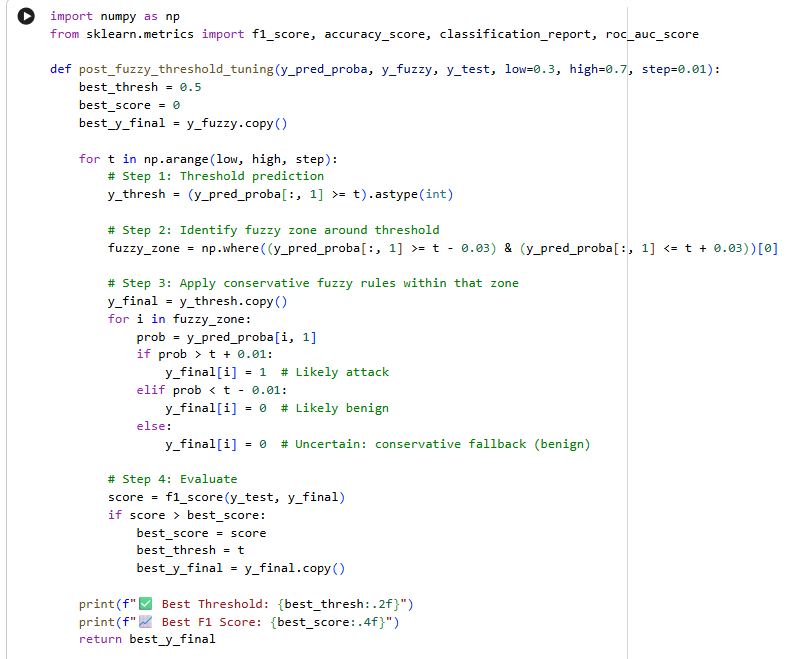 import numpy as np
from sklearn.metrics import f1_score, accuracy_score, classification_report, roc_auc_score

def post_fuzzy_threshold_tuning(y_pred_proba, y_fuzzy, y_test, low=0.3, high=0.7, step=0.01):
    best_thresh = 0.5
    best_score = 0
    best_y_final = y_fuzzy.copy()

    for t in np.arange(low, high, step):
        # Step 1: Threshold prediction
        y_thresh = (y_pred_proba[:, 1] >= t).astype(int)

        # Step 2: Identify fuzzy zone around threshold
        fuzzy_zone = np.where((y_pred_proba[:, 1] >= t - 0.03) & (y_pred_proba[:, 1] <= t + 0.03))[0]

        # Step 3: Apply conservative fuzzy rules within that zone
        y_final = y_thresh.copy()
        for i in fuzzy_zone:
            prob = y_pred_proba[i, 1]
            if prob > t + 0.01:
                y_final[i] = 1  # Likely attack
            elif prob < t - 0.01:
                y_final[i] = 0  # Likely benign
            else:
                y_final[i] = 0  # Uncertain: conservative fallback (benign)

        # Step 4: Evaluate
        score = f1_score(y_test, y_final)
        if score > best_score:
            best_score = score
            best_thresh = t
            best_y_final = y_final.copy()

    print(f"✅ Best Threshold: {best_thresh:.2f}")
    print(f"📈 Best F1 Score: {best_score:.4f}")
    return best_y_final